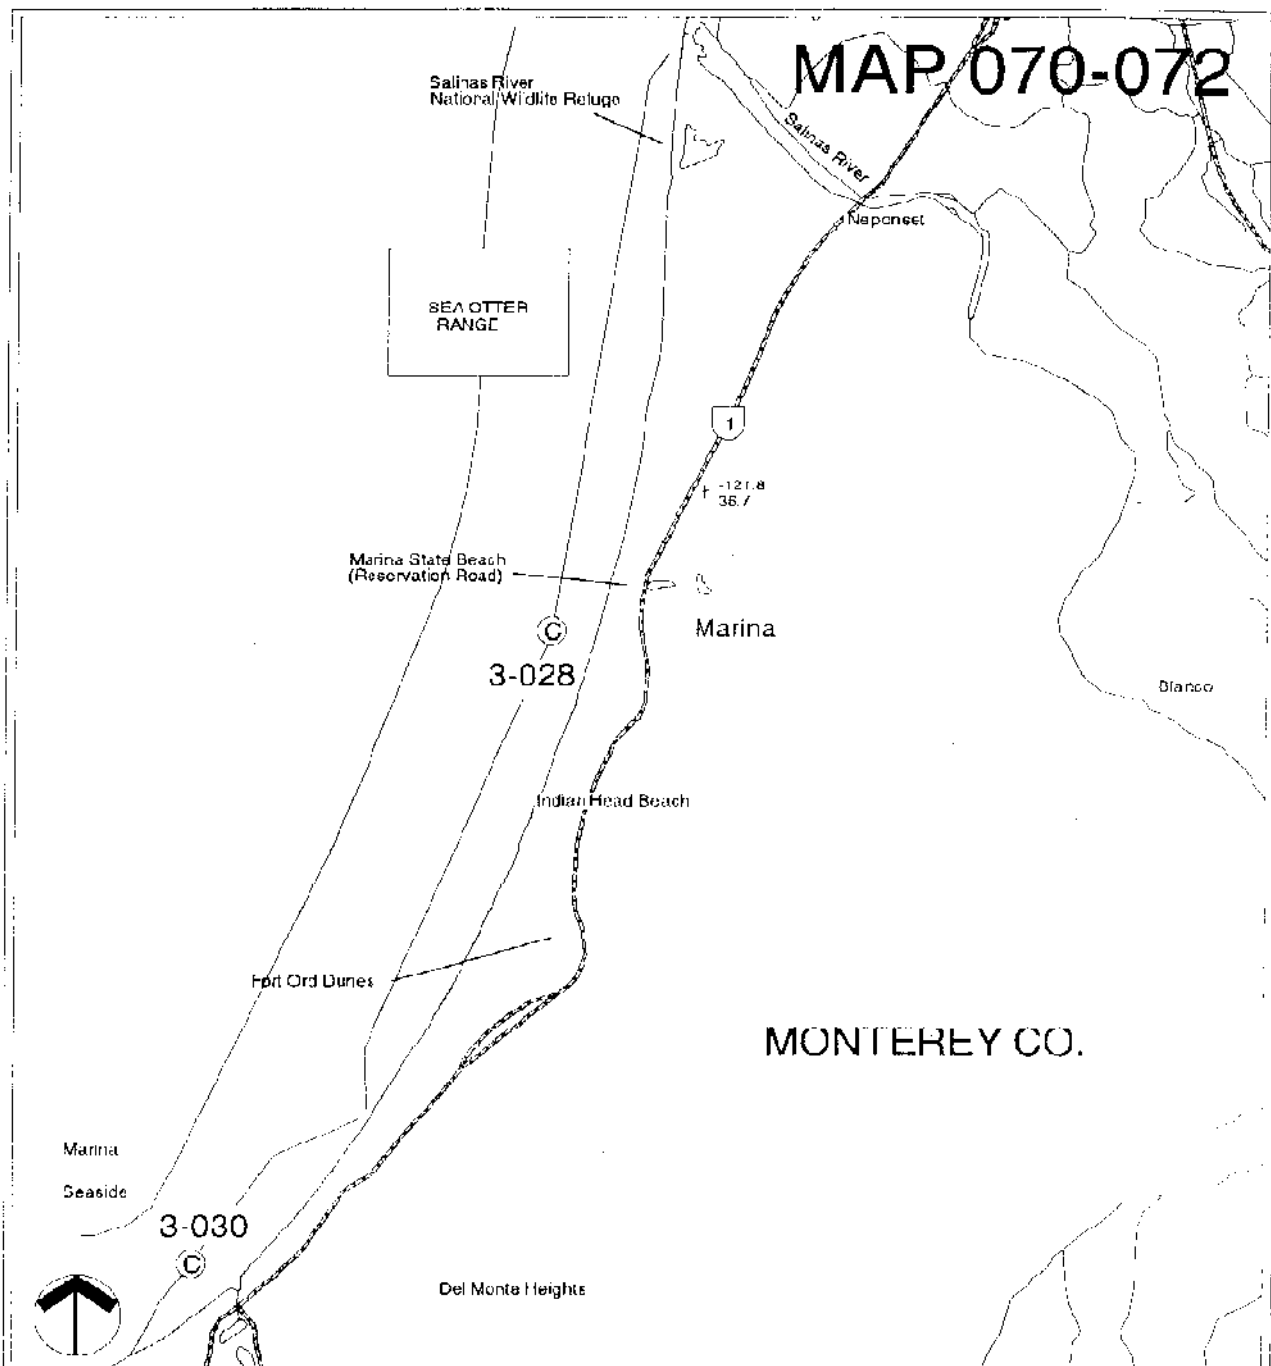 MAP 070-072
Salinas River
National Wildlife Refuge
Salinas River
Neponset
SEA OTTER
RANGE
1
-121.8
36.7
Marina State Beach
(Reservation Road)
C
Marina
3-028
Blanco
Indian Head Beach
Fort Ord Dunes
MONTEREY CO.
Marina
Seaside
3-030
C
Del Monte Heights